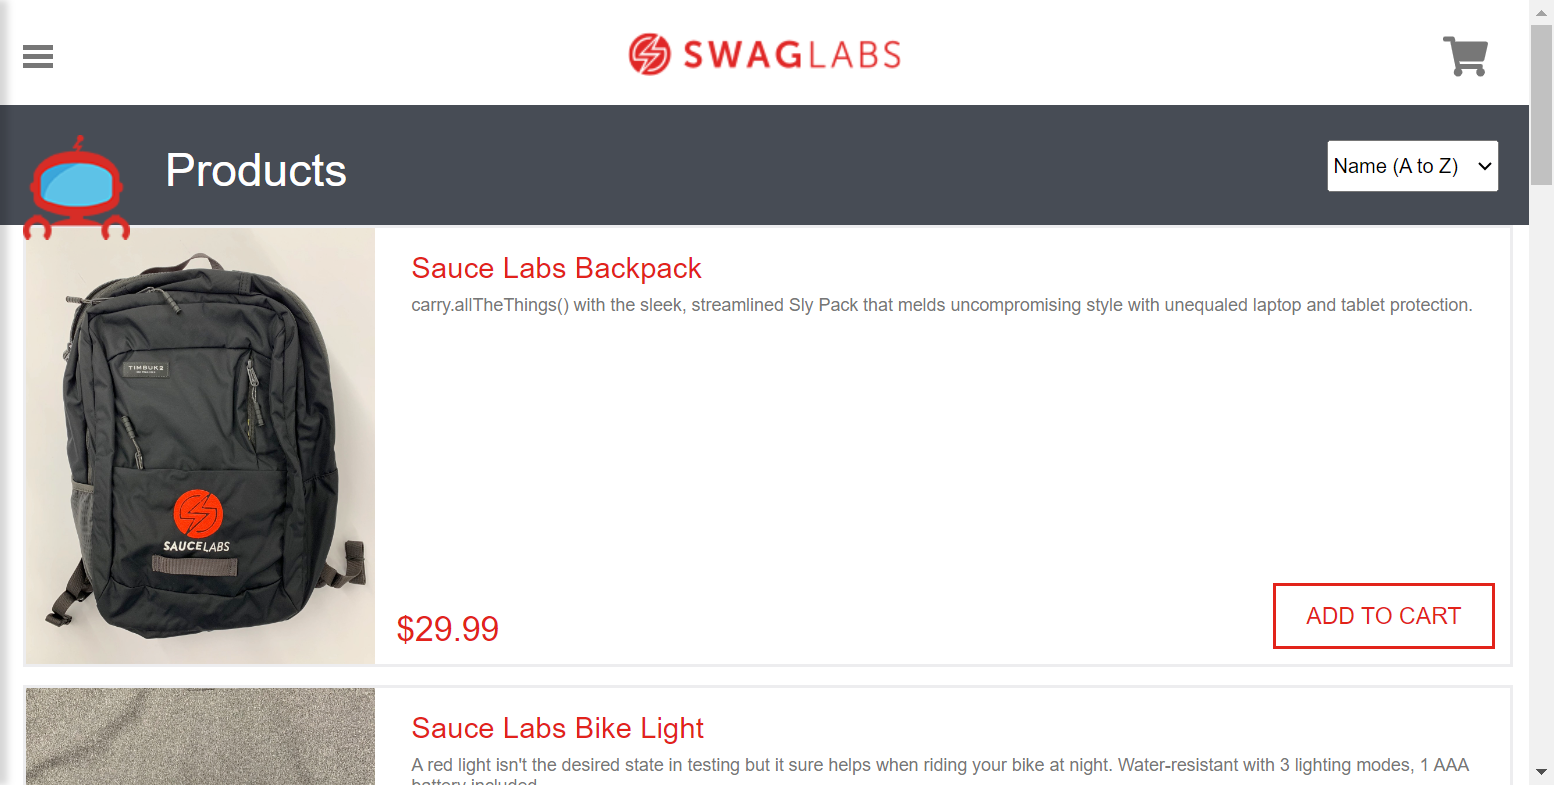 SWAGLABS
Products
Name (A to Z)
Sauce Labs Backpack
carry.allTheThings() with the sleek, streamlined Sly Pack that melds uncompromising style with unequaled laptop and tablet protection.
TIMBUK2
SAUCELABS
$29.99
ADD TO CART
Sauce Labs Bike Light
A red light isn't the desired state in testing but it sure helps when riding your bike at night. Water-resistant with 3 lighting modes, 1 AAA
battery included.